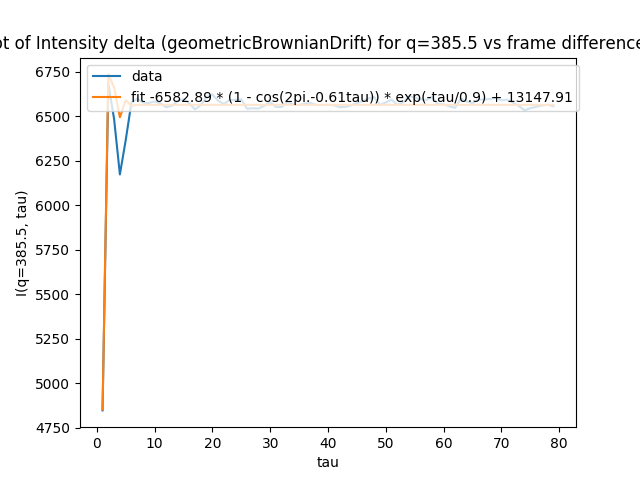 ot of Intensity delta (geometricBrownianDrift) for q=385.5 vs frame difference
data
fit -6582.89 * (1 - cos(2pi.-0.61tau)) * exp(-tau/0.9) + 13147.91
6750
6500
6250
6000
5750
5500
5250
5000
4750
I(q=385.5, tau)
0 10 20 30 40 50 60 70 80
tau